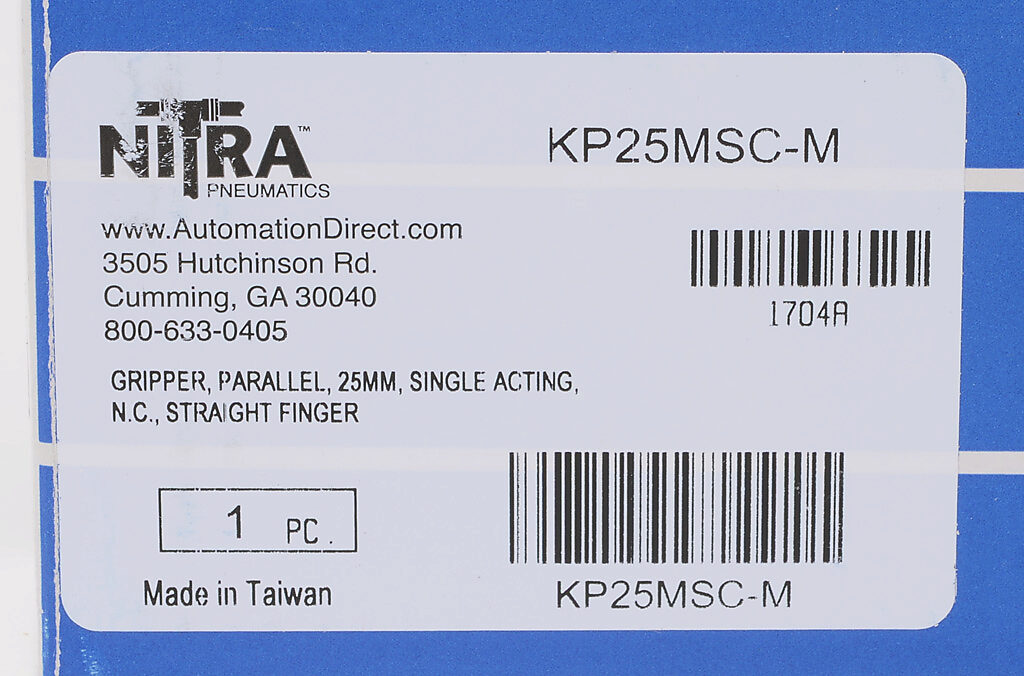 NITRA™
PNEUMATICS
KP25MSC-M
www.AutomationDirect.com
3505 Hutchinson Rd.
Cumming, GA 30040
800-633-0405
1704A
GRIPPER, PARALLEL, 25MM, SINGLE ACTING,
N.C., STRAIGHT FINGER
1 PC.
Made in Taiwan
KP25MSC-M